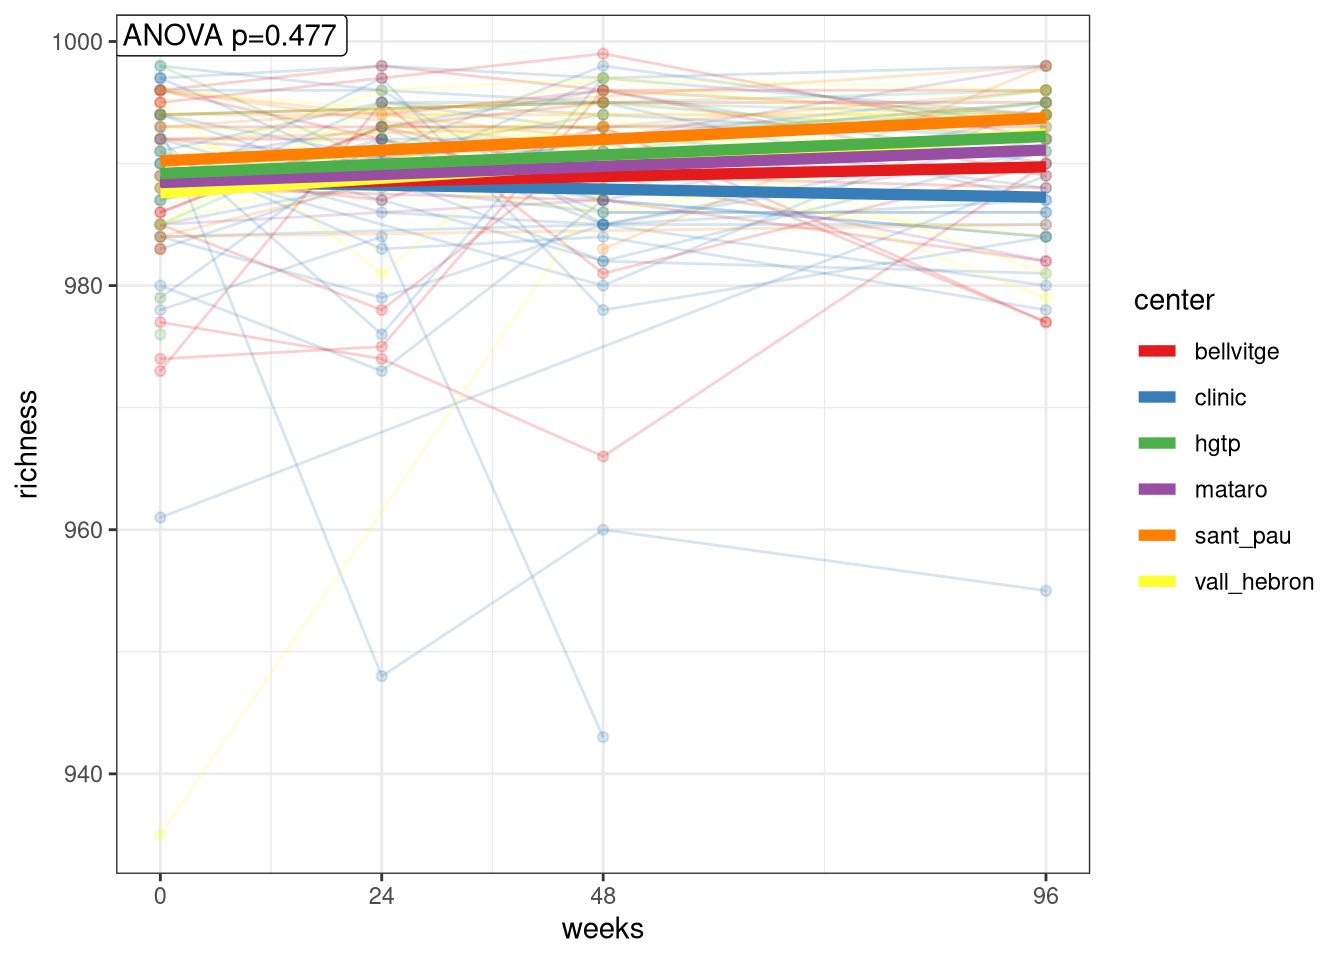 ANOVA p=0.477
1000
980
960
940
richness
0 24 48 96
weeks
center
bellvitge
clinic
hgtp
mataro
sant_pau
vall_hebron